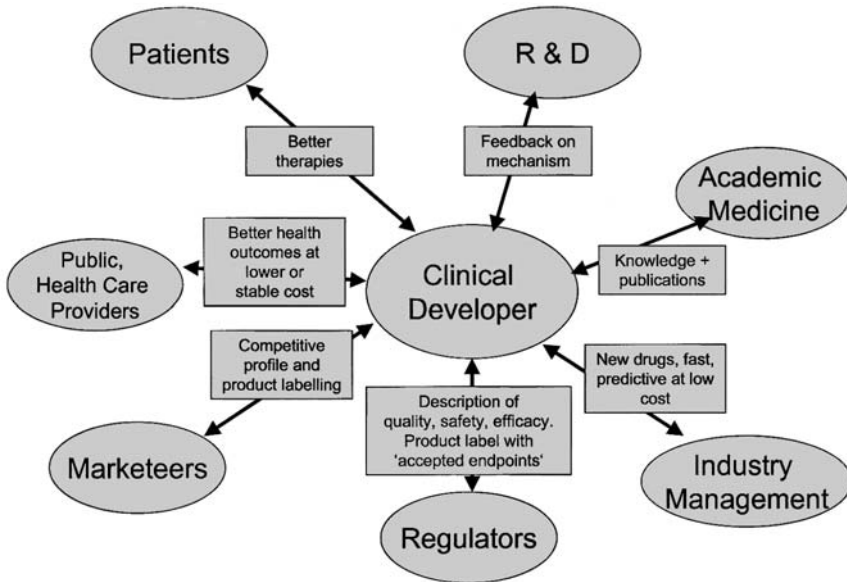 Patients
R & D
Better
therapies
Feedback on
mechanism
Academic
Medicine
Better health
outcomes at
lower or
stable cost
Public,
Health Care
Providers
Clinical
Developer
Knowledge +
publications
Competitive
profile and
product labelling
New drugs, fast,
predictive at low
cost
Description of
quality, safety, efficacy.
Product label with
'accepted endpoints'
Marketeers
Industry
Management
Regulators